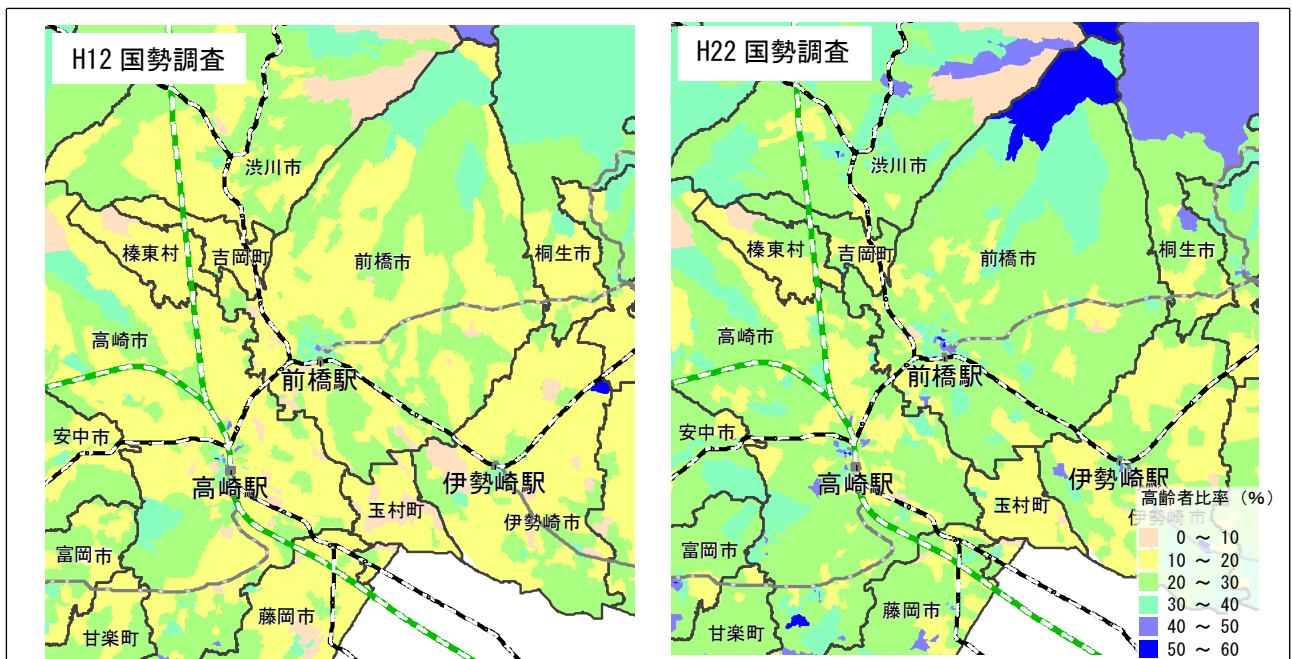 H12 国勢調査
渋川市
榛東村
吉岡町
前橋市
桐生市
高崎市
前橋駅
安中市
高崎駅
伊勢崎駅
玉村町
伊勢崎市
富岡市
藤岡市
甘楽町
H22 国勢調査
渋川市
榛東村
吉岡町
前橋市
桐生市
高崎市
前橋駅
安中市
高崎駅
伊勢崎駅
玉村町
高齢者比率 (%)
伊勢崎市
0 ~ 10
10 ~ 20
20 ~ 30
30 ~ 40
40 ~ 50
50 ~ 60
富岡市
藤岡市
甘楽町